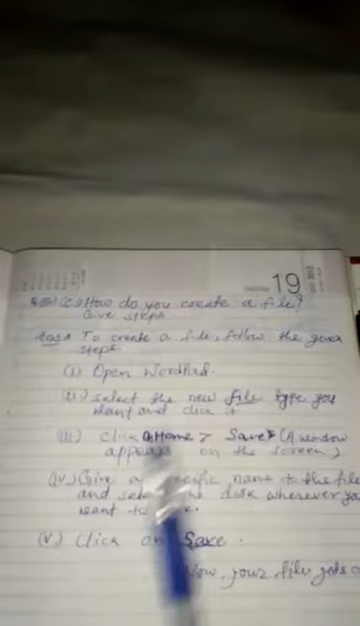 19
(c) How do you create a file?
Give steps.
Ans→ To create a file, follow the given
steps.
(i) Open WordPad.
(ii) select the new file type you
want and click it
(iii) click on Home > Save (A window
appears on the screen)
(iv) Give a specific name to the file
and the disk wherever you
want to
(v) Click on Save.
Now, your file gets